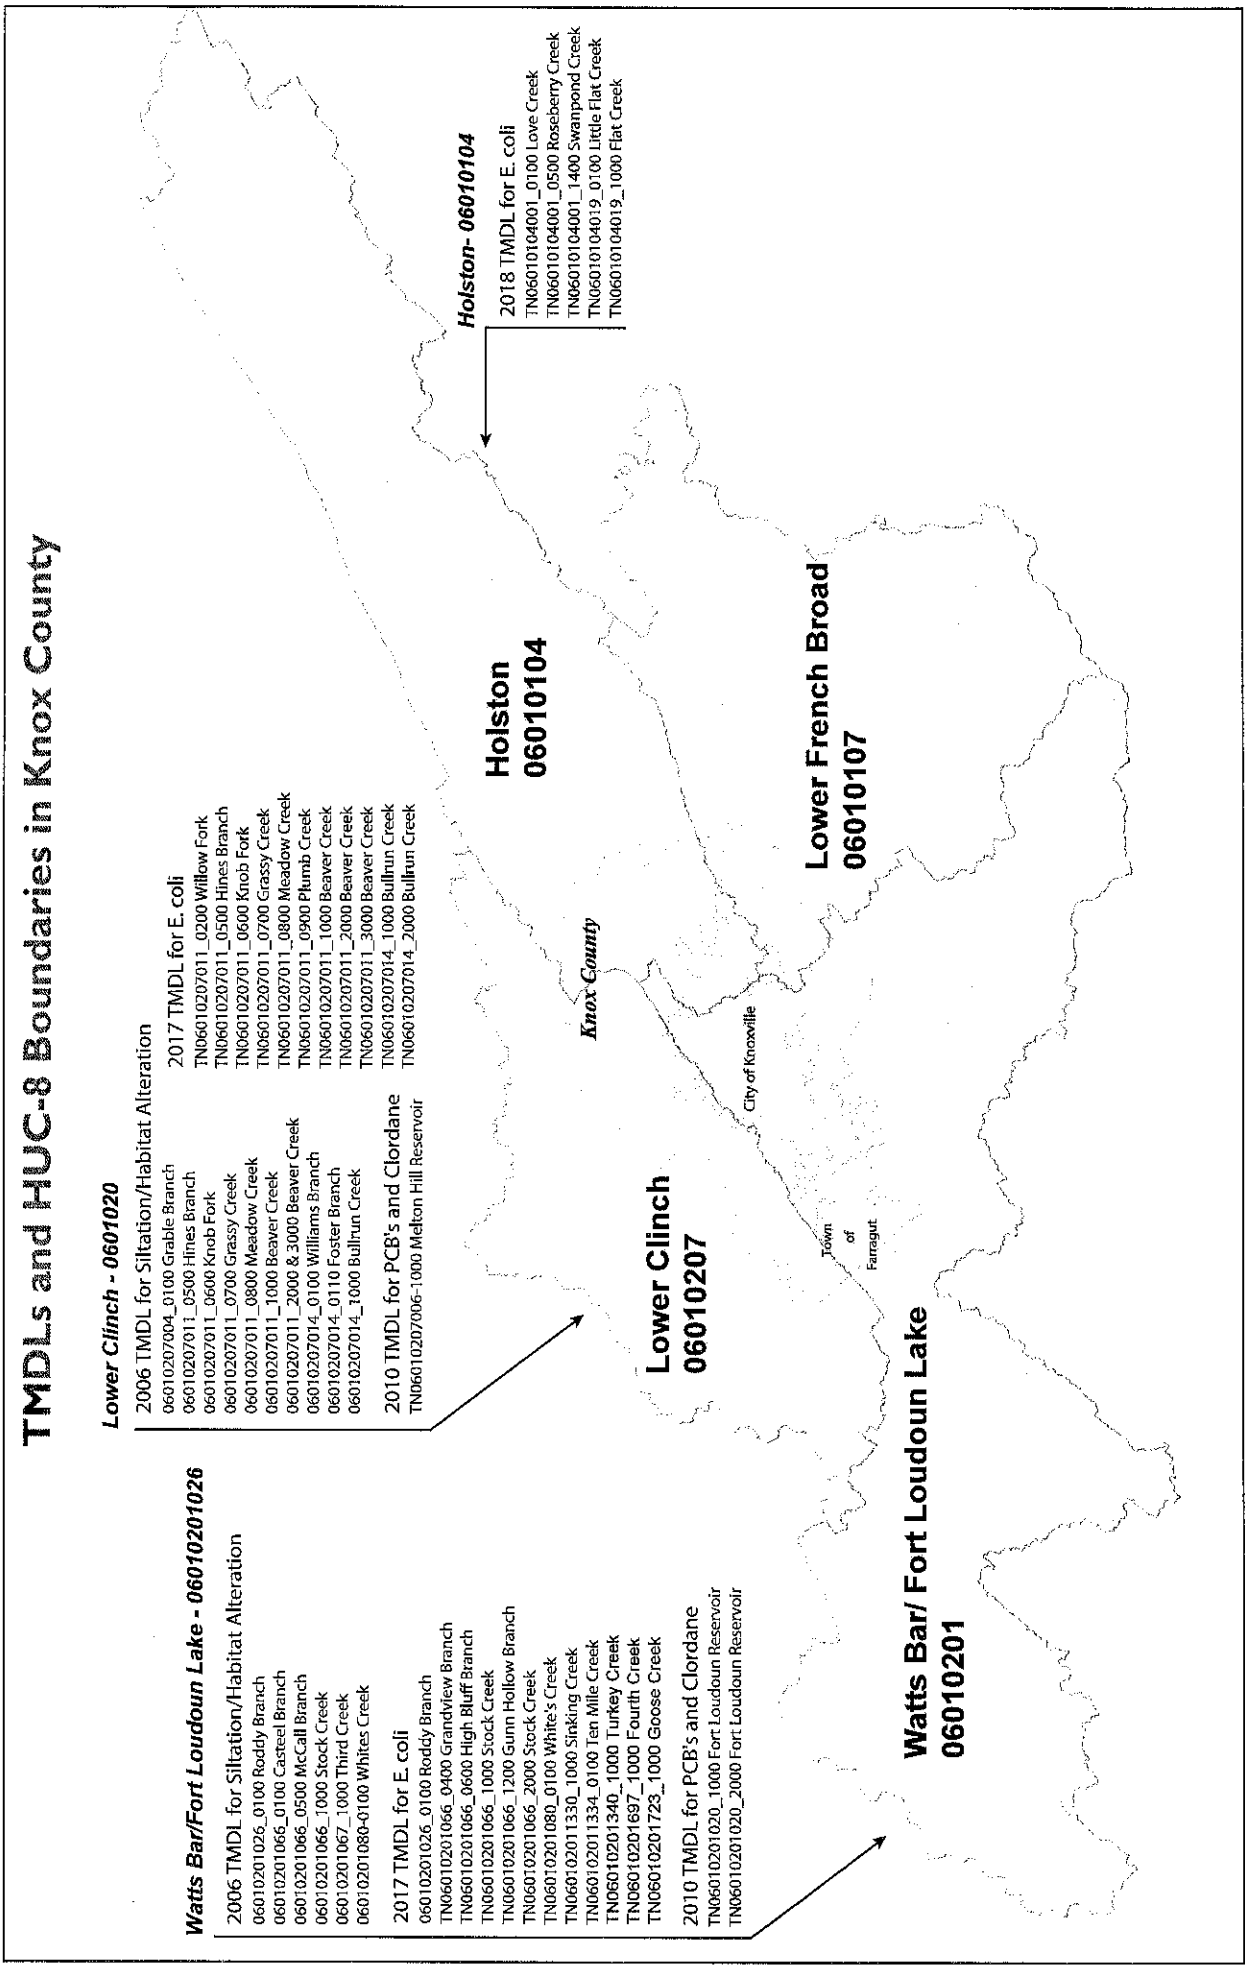 TMDLs and HUC-8 Boundaries in Knox County
Watts Bar/Fort Loudoun Lake - 06010201026
2006 TMDL for Siltation/Habitat Alteration
06010201026_0100 Roddy Branch
06010201066_0100 Casteel Branch
06010201066_0500 McCall Branch
06010201066_1000 Stock Creek
06010201067_1000 Third Creek
06010201080-0100 Whites Creek
2017 TMDL for E. coli
06010201026_0100 Roddy Branch
TN06010201066_0400 Grandview Branch
TN06010201066_0600 High Bluff Branch
TN06010201066_1000 Stock Creek
TN06010201066_1200 Gunn Hollow Branch
TN06010201066_2000 Stock Creek
TN06010201080_0100 White's Creek
TN060102011330_1000 Sinking Creek
TN060102011334_0100 Ten Mile Creek
TN06010201340_1000 Turkey Creek
TN06010201697_1000 Fourth Creek
TN06010201723_1000 Goose Creek
2010 TMDL for PCB's and Clordane
TN06010201020_1000 Fort Loudoun Reservoir
TN06010201020_2000 Fort Loudoun Reservoir
Lower Clinch - 0601020
2006 TMDL for Siltation/Habitat Alteration
06010207004_0100 Grable Branch
06010207011_0500 Hines Branch
06010207011_0600 Knob Fork
06010207011_0700 Grassy Creek
06010207011_0800 Meadow Creek
06010207011_1000 Beaver Creek
06010207011_2000 & 3000 Beaver Creek
06010207014_0100 Williams Branch
06010207014_0110 Foster Branch
06010207014_1000 Bullrun Creek
2010 TMDL for PCB's and Clordane
TN06010207006-1000 Melton Hill Reservoir
2017 TMDL for E. coli
TN06010207011_0200 Willow Fork
TN06010207011_0500 Hines Branch
TN06010207011_0600 Knob Fork
TN06010207011_0700 Grassy Creek
TN06010207011_0800 Meadow Creek
TN06010207011_0900 Plumb Creek
TN06010207011_1000 Beaver Creek
TN06010207011_2000 Beaver Creek
TN06010207011_3000 Beaver Creek
TN06010207014_1000 Bullrun Creek
TN06010207014_2000 Bullrun Creek
Holston- 06010104
2018 TMDL for E. coli
TN06010104001_0100 Love Creek
TN06010104001_0500 Roseberry Creek
TN06010104001_1400 Swanpond Creek
TN06010104019_0100 Little Flat Creek
TN06010104019_1000 Flat Creek
Holston
06010104
Knox County
Lower Clinch
06010207
City of Knoxville
Town
of
Farragut
Lower French Broad
06010107
Watts Bar/ Fort Loudoun Lake
06010201